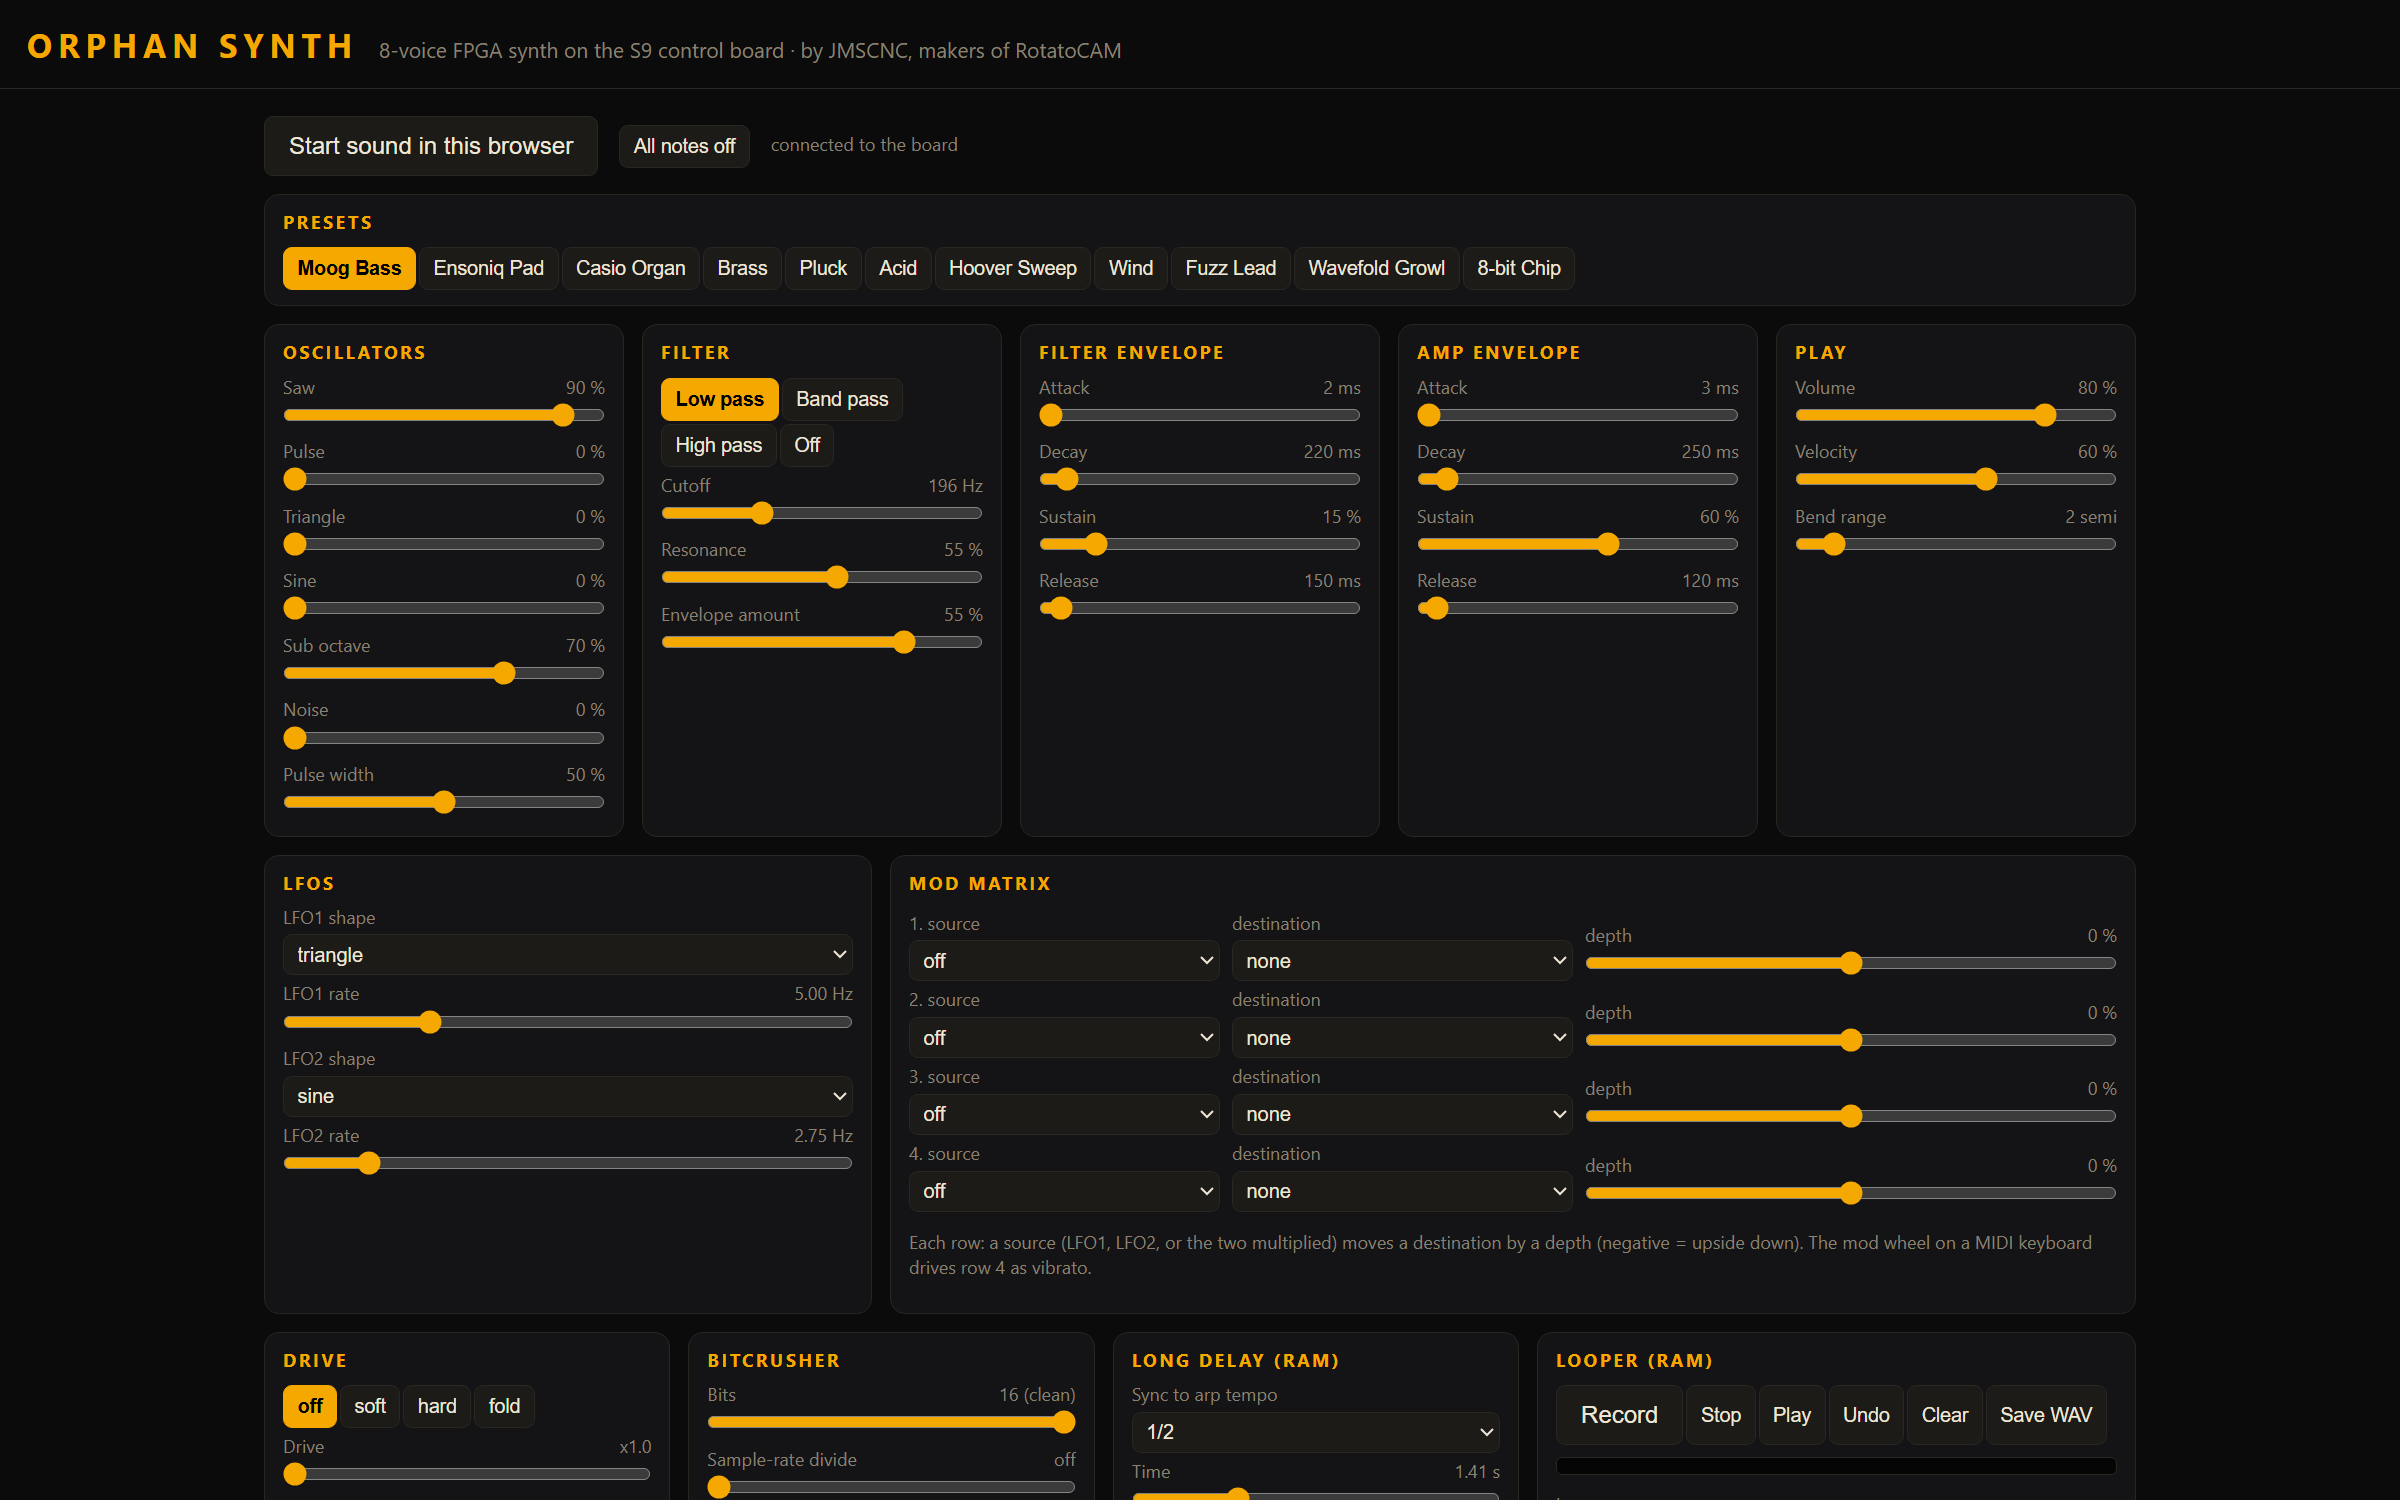 ORPHAN SYNTH 8-voice FPGA synth on the S9 control board · by JMSCNC, makers of RotatoCAM
Start sound in this browser All notes off connected to the board
PRESETS
Moog Bass Ensoniq Pad Casio Organ Brass Pluck Acid Hoover Sweep Wind Fuzz Lead Wavefold Growl 8-bit Chip
OSCILLATORS
Saw 90 %
Pulse 0 %
Triangle 0 %
Sine 0 %
Sub octave 70 %
Noise 0 %
Pulse width 50 %
FILTER
Low pass Band pass
High pass Off
Cutoff 196 Hz
Resonance 55 %
Envelope amount 55 %
FILTER ENVELOPE
Attack 2 ms
Decay 220 ms
Sustain 15 %
Release 150 ms
AMP ENVELOPE
Attack 3 ms
Decay 250 ms
Sustain 60 %
Release 120 ms
PLAY
Volume 80 %
Velocity 60 %
Bend range 2 semi
LFOS
LFO1 shape
triangle
LFO1 rate 5.00 Hz
LFO2 shape
sine
LFO2 rate 2.75 Hz
MOD MATRIX
1. source destination depth 0 %
off none
2. source destination depth 0 %
off none
3. source destination depth 0 %
off none
4. source destination depth 0 %
off none
Each row: a source (LFO1, LFO2, or the two multiplied) moves a destination by a depth (negative = upside down). The mod wheel on a MIDI keyboard
drives row 4 as vibrato.
DRIVE
off soft hard fold
Drive x1.0
BITCRUSHER
Bits 16 (clean)
Sample-rate divide off
LONG DELAY (RAM)
Sync to arp tempo
1/2
Time 1.41 s
LOOPER (RAM)
Record Stop Play Undo Clear Save WAV